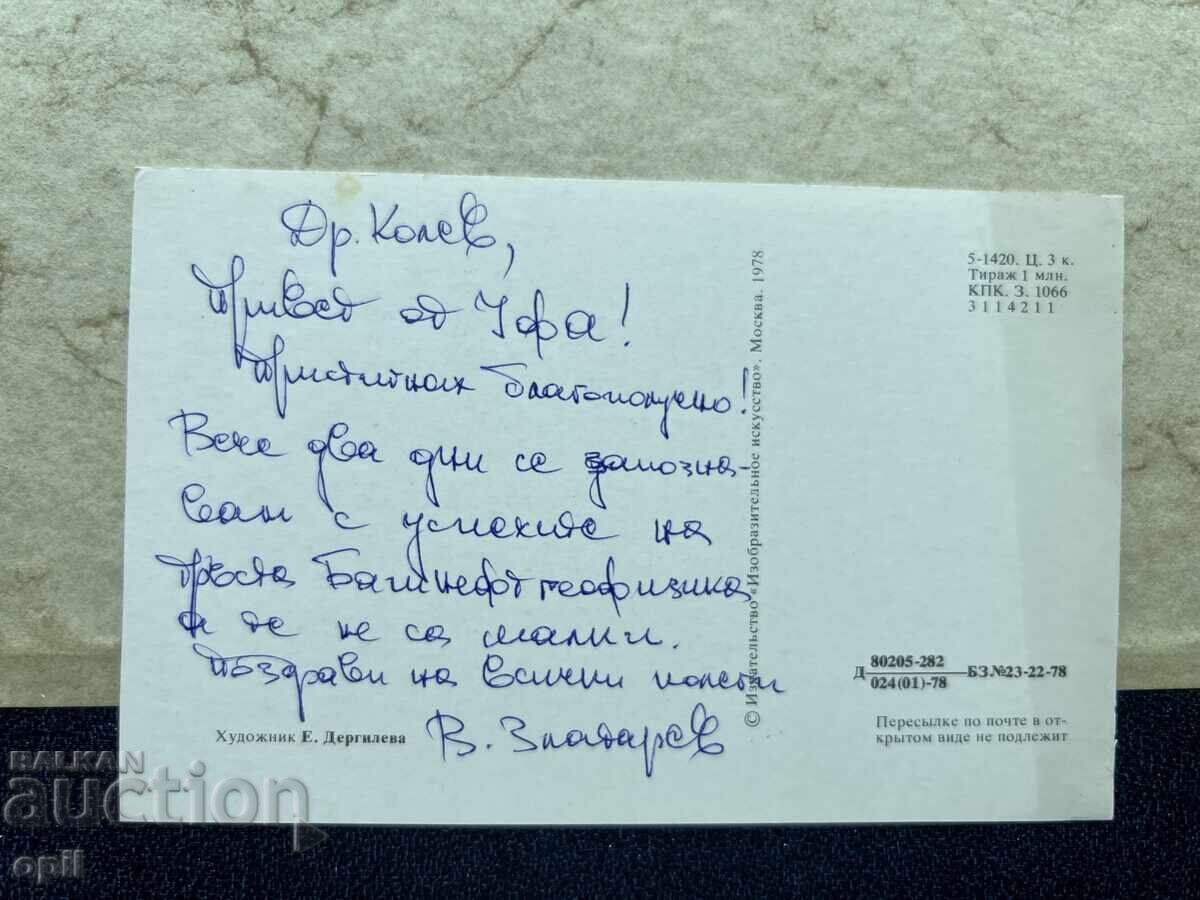 Др. Колев,
Привет от Уфа!
Пристигнах благополучно!
Вече два дни се запозна-
вам с успехите на
тръста Башнефтгеофизика
и те не са малки.
Поздрави на всички колеги
В. Златарев
Художник Е. Дергилева
© Издательство «Изобразительное искусство». Москва. 1978
5-1420. Ц. 3 к.
Тираж 1 млн.
КПК. З. 1066
3114211
Д 80205-282 БЗ№23-22-78
024(01)-78
Пересылке по почте в от-
крытом виде не подлежит
BALKAN
auction
opil